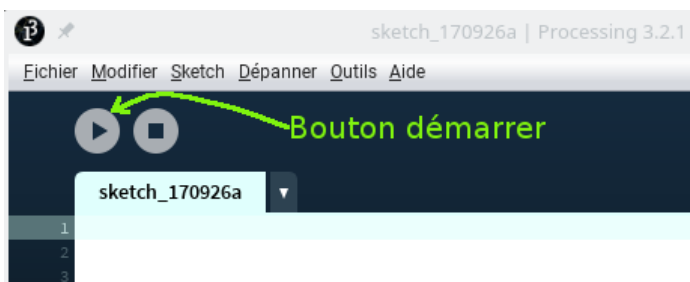 sketch_170926a | Processing 3.2.1
Fichier Modifier Sketch Dépanner Outils Aide
Bouton démarrer
sketch_170926a
1
2
3